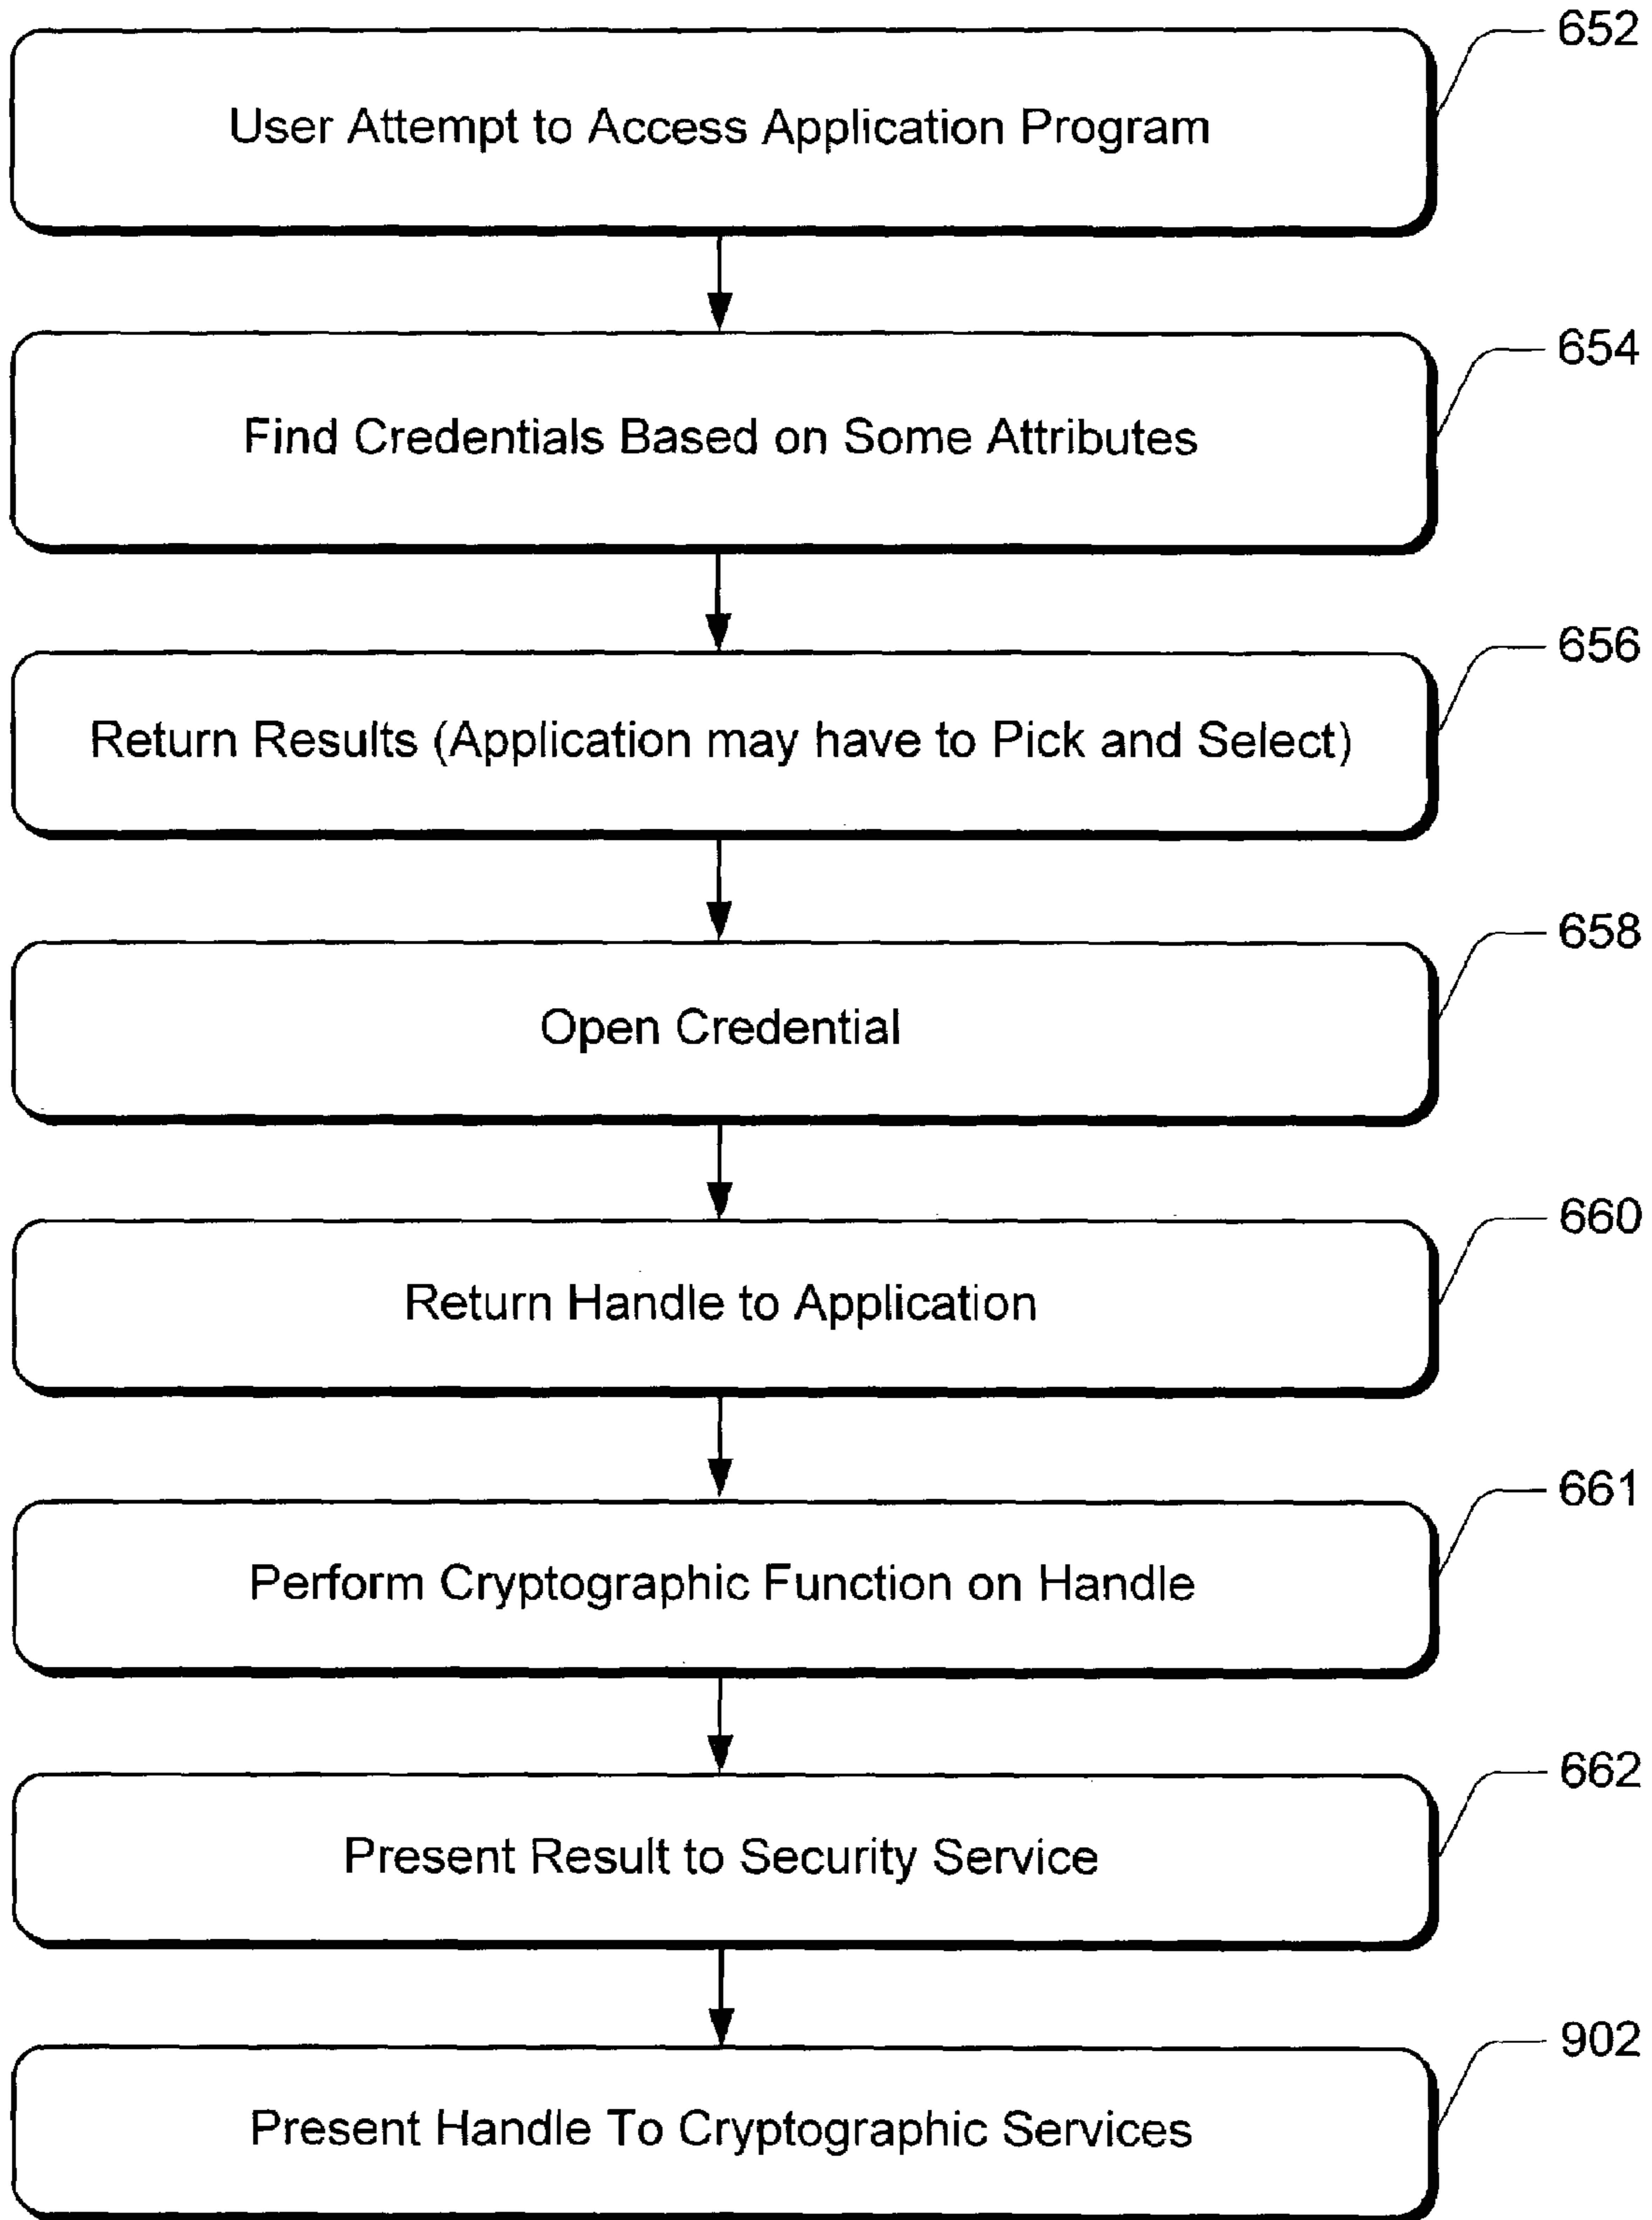 652
User Attempt to Access Application Program
654
Find Credentials Based on Some Attributes
656
Return Results (Application may have to Pick and Select)
658
Open Credential
660
Return Handle to Application
661
Perform Cryptographic Function on Handle
662
Present Result to Security Service
902
Present Handle To Cryptographic Services